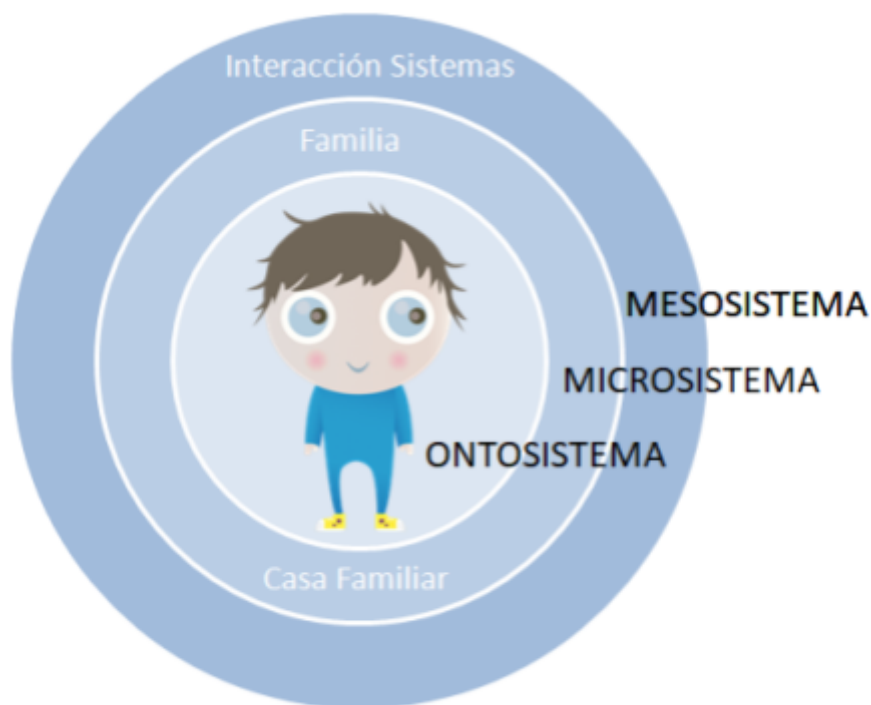 Interacción Sistemas
Familia
MESOSISTEMA
MICROSISTEMA
ONTOSISTEMA
Casa Familiar